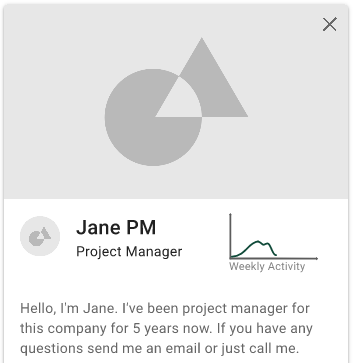 Jane PM
Project Manager
Weekly Activity
Hello, I'm Jane. I've been project manager for
this company for 5 years now. If you have any
questions send me an email or just call me.